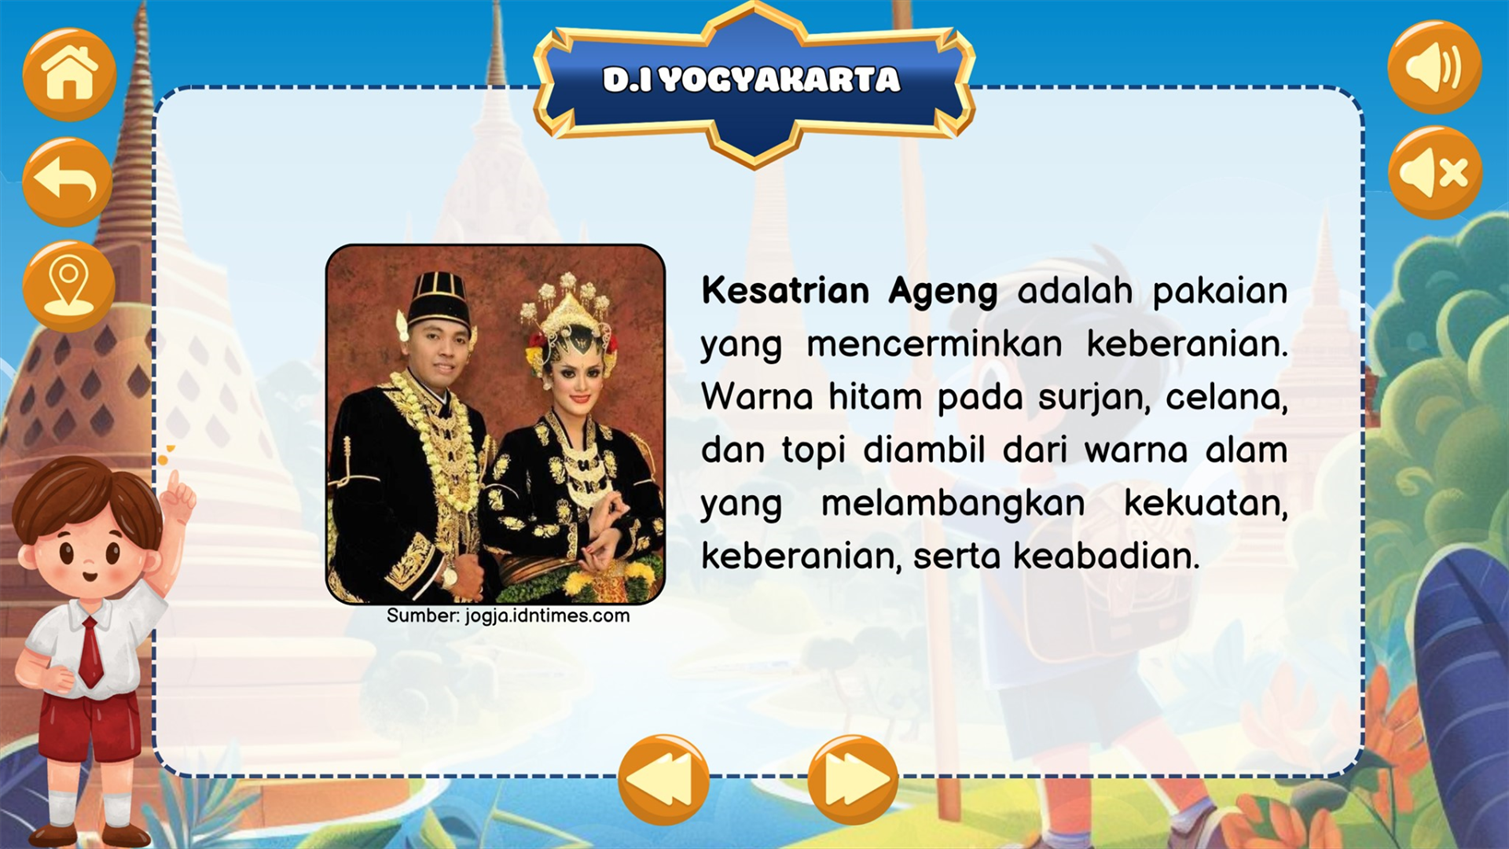 D.I YOGYAKARTA
Kesatrian Ageng adalah pakaian
yang mencerminkan keberanian.
Warna hitam pada surjan, celana,
dan topi diambil dari warna alam
yang melambangkan kekuatan,
keberanian, serta keabadian.
Sumber: jogja.idntimes.com